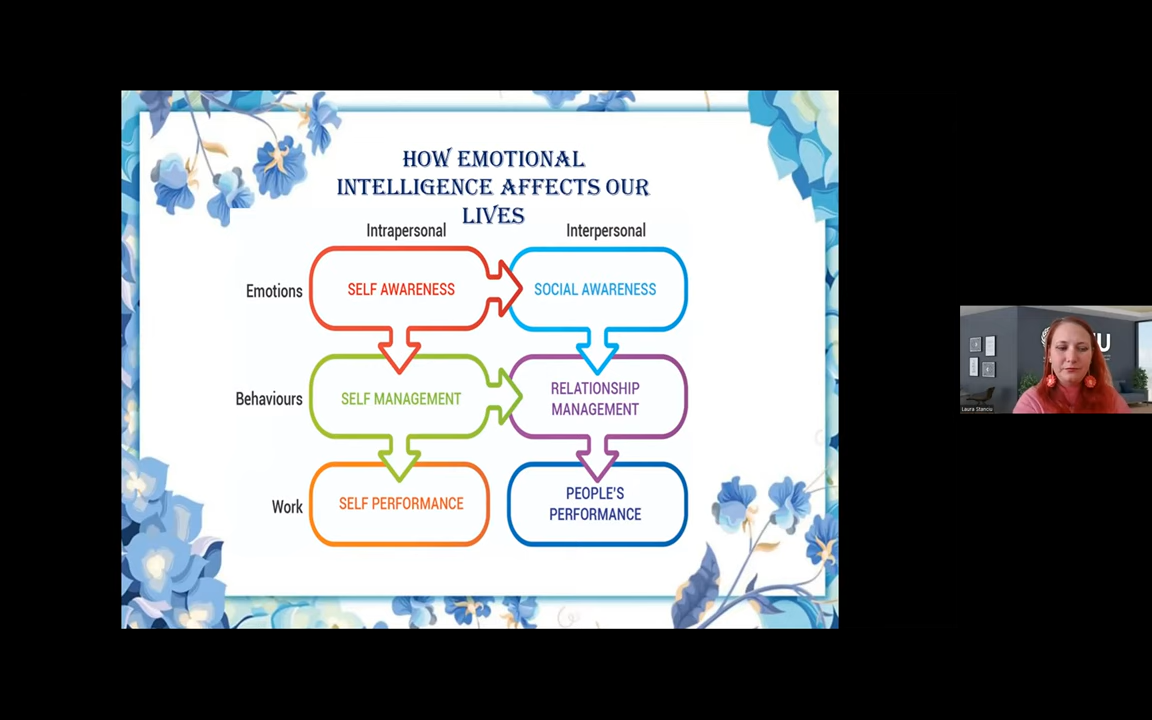 HOW EMOTIONAL
INTELLIGENCE AFFECTS OUR
LIVES
Intrapersonal
Interpersonal
Emotions
SELF AWARENESS
SOCIAL AWARENESS
Behaviours
SELF MANAGEMENT
RELATIONSHIP
MANAGEMENT
Work
SELF PERFORMANCE
PEOPLE'S
PERFORMANCE
Laura Stanciu